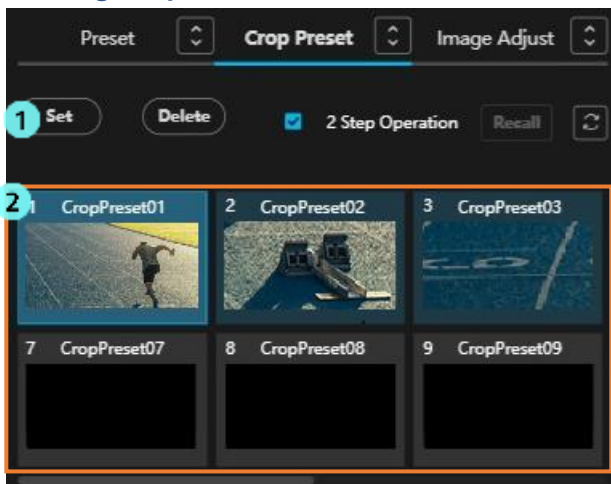 Preset Crop Preset Image Adjust
1 Set Delete 2 Step Operation Recall
2
1 CropPreset01 2 CropPreset02 3 CropPreset03
7 CropPreset07 8 CropPreset08 9 CropPreset09